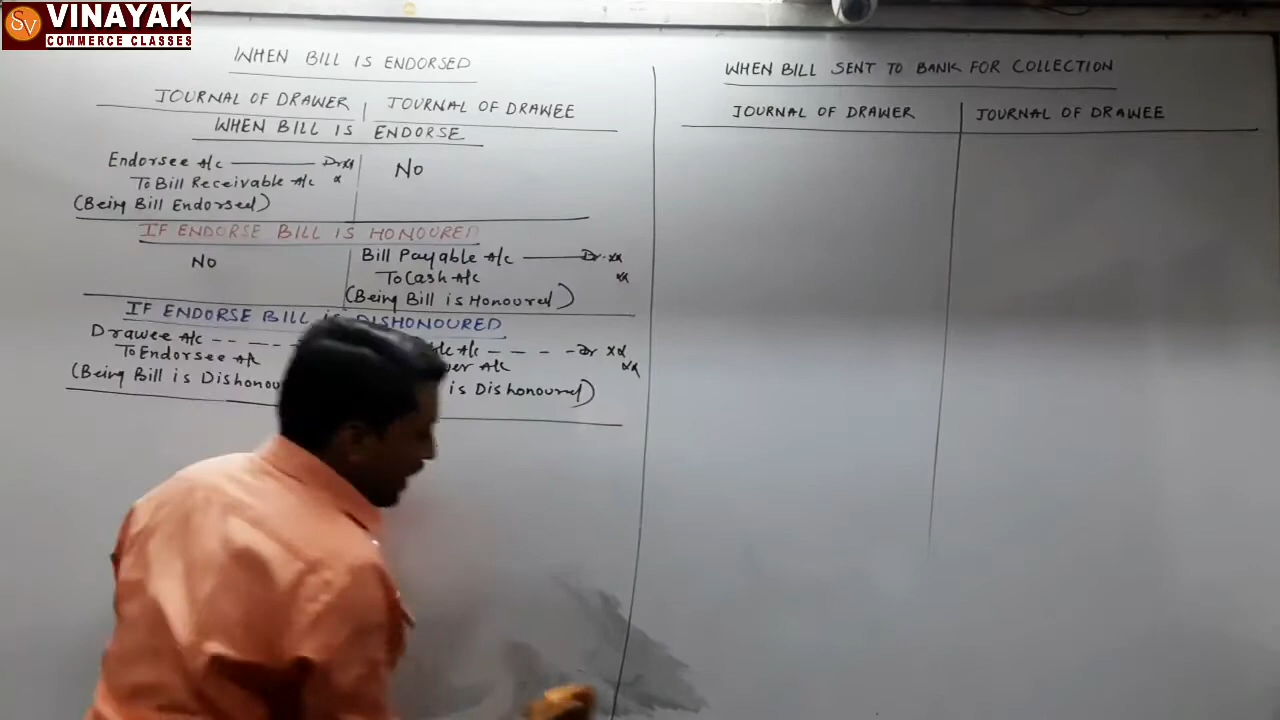 VINAYAK
COMMERCE CLASSES
WHEN BILL IS ENDORSED
JOURNAL OF DRAWER | JOURNAL OF DRAWEE
WHEN BILL IS ENDORSE
Endorsee A/c Dr xx
To Bill Receivable A/c x
(Being Bill Endorsed)
No
IF ENDORSE BILL IS HONOURED
No
Bill Payable A/c Dr. xx
To Cash A/c xx
(Being Bill is Honoured)
IF ENDORSE BILL IS DISHONOURED
Drawee A/c
To Endorsee A/c
(Being Bill is Dishonou
A/c Dr xx
wer A/c xx
is Dishonoured)
WHEN BILL SENT TO BANK FOR COLLECTION
JOURNAL OF DRAWER | JOURNAL OF DRAWEE